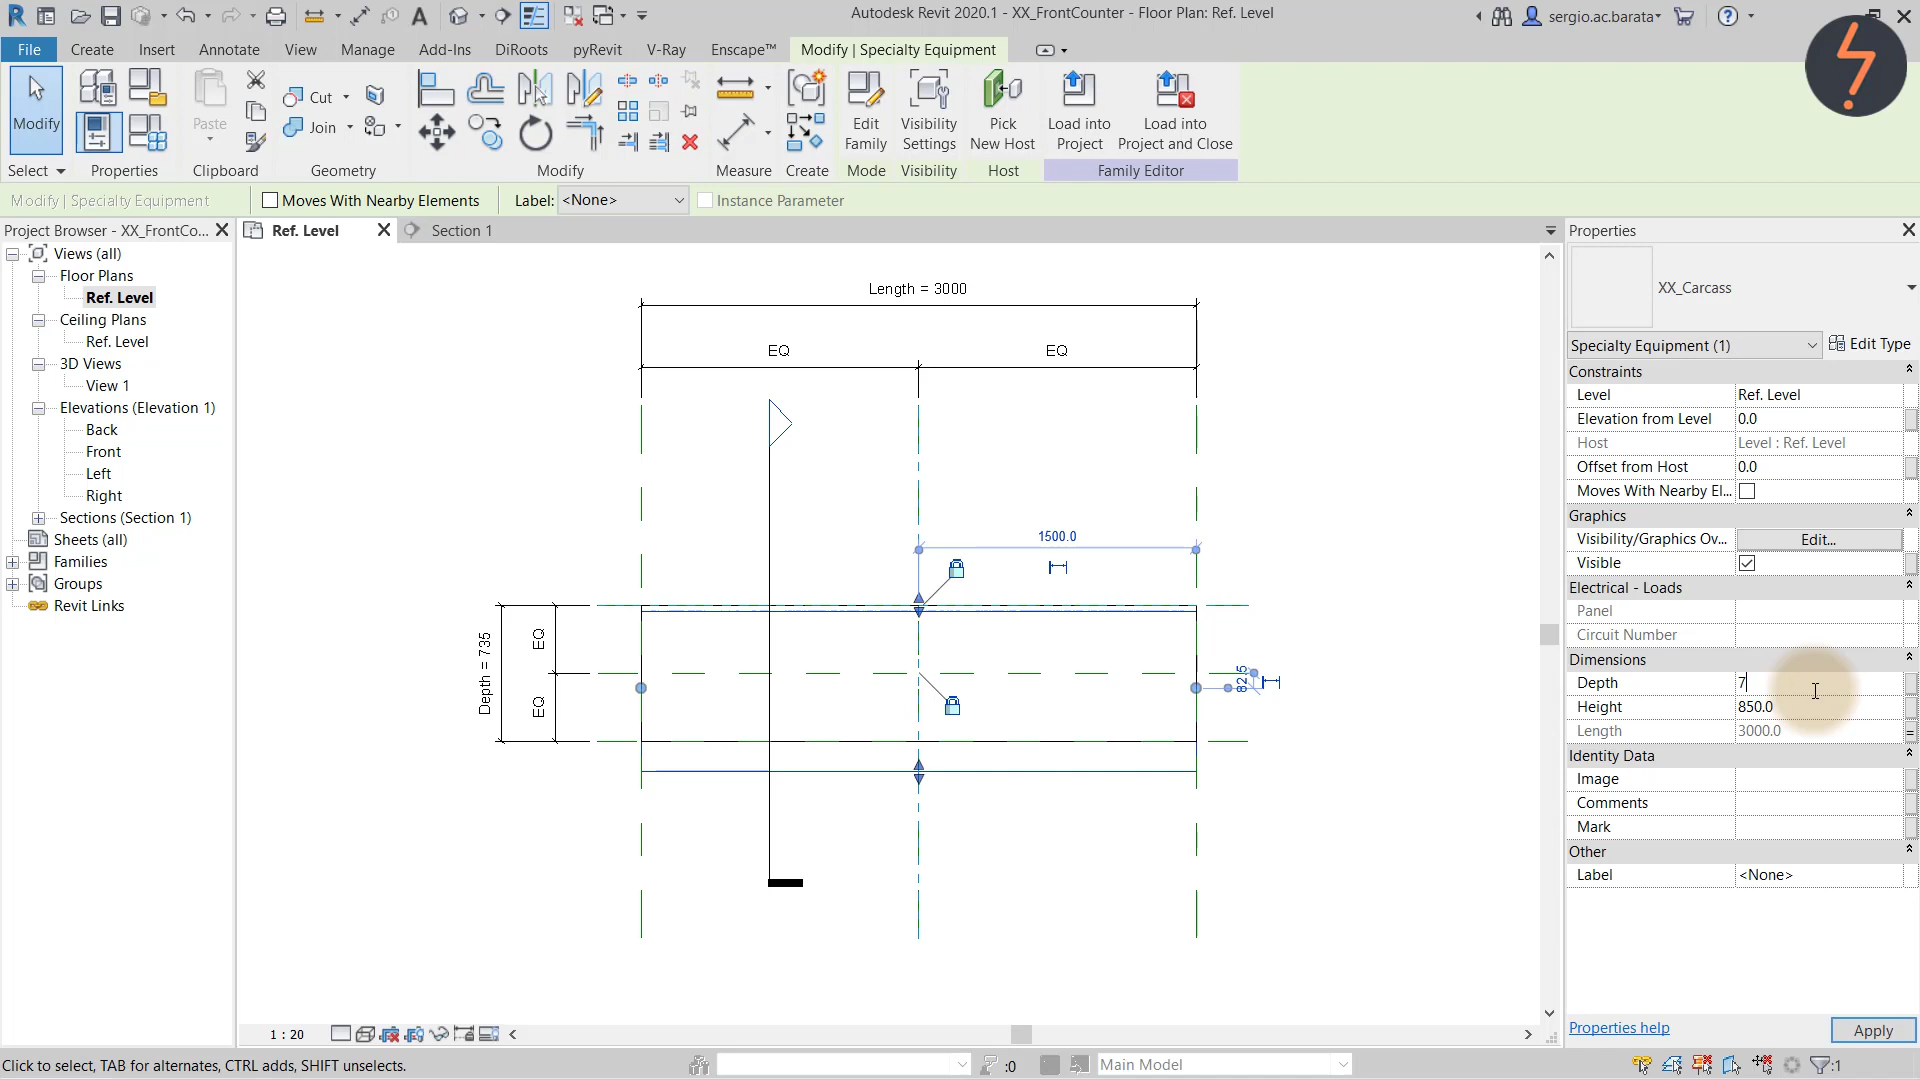 Autodesk Revit 2020.1 - XX_FrontCounter - Floor Plan: Ref. Level
sergio.ac.barata
File
Create
Insert
Annotate
View
Manage
Add-Ins
DiRoots
pyRevit
V-Ray
Enscape™
Modify | Specialty Equipment
Modify
Paste
Cut
Join
Edit
Family
Visibility
Settings
Pick
New Host
Load into
Project
Load into
Project and Close
Select
Properties
Clipboard
Geometry
Modify
Measure
Create
Mode
Visibility
Host
Family Editor
Modify | Specialty Equipment
Moves With Nearby Elements
Label:
<None>
Instance Parameter
Project Browser - XX_FrontCo...
Views (all)
Floor Plans
Ref. Level
Ceiling Plans
Ref. Level
3D Views
View 1
Elevations (Elevation 1)
Back
Front
Left
Right
Sections (Section 1)
Sheets (all)
Families
Groups
Revit Links
Ref. Level
Section 1
Length = 3000
EQ
EQ
1500.0
Depth = 735
EQ
EQ
82.5
1 : 20
Properties
XX_Carcass
Specialty Equipment (1)
Edit Type
Constraints
Level
Ref. Level
Elevation from Level
0.0
Host
Level : Ref. Level
Offset from Host
0.0
Moves With Nearby El...
Graphics
Visibility/Graphics Ov...
Edit...
Visible
Electrical - Loads
Panel
Circuit Number
Dimensions
Depth
7
Height
850.0
Length
3000.0
=
Identity Data
Image
Comments
Mark
Other
Label
<None>
Properties help
Apply
Click to select, TAB for alternates, CTRL adds, SHIFT unselects.
:0
Main Model
:1